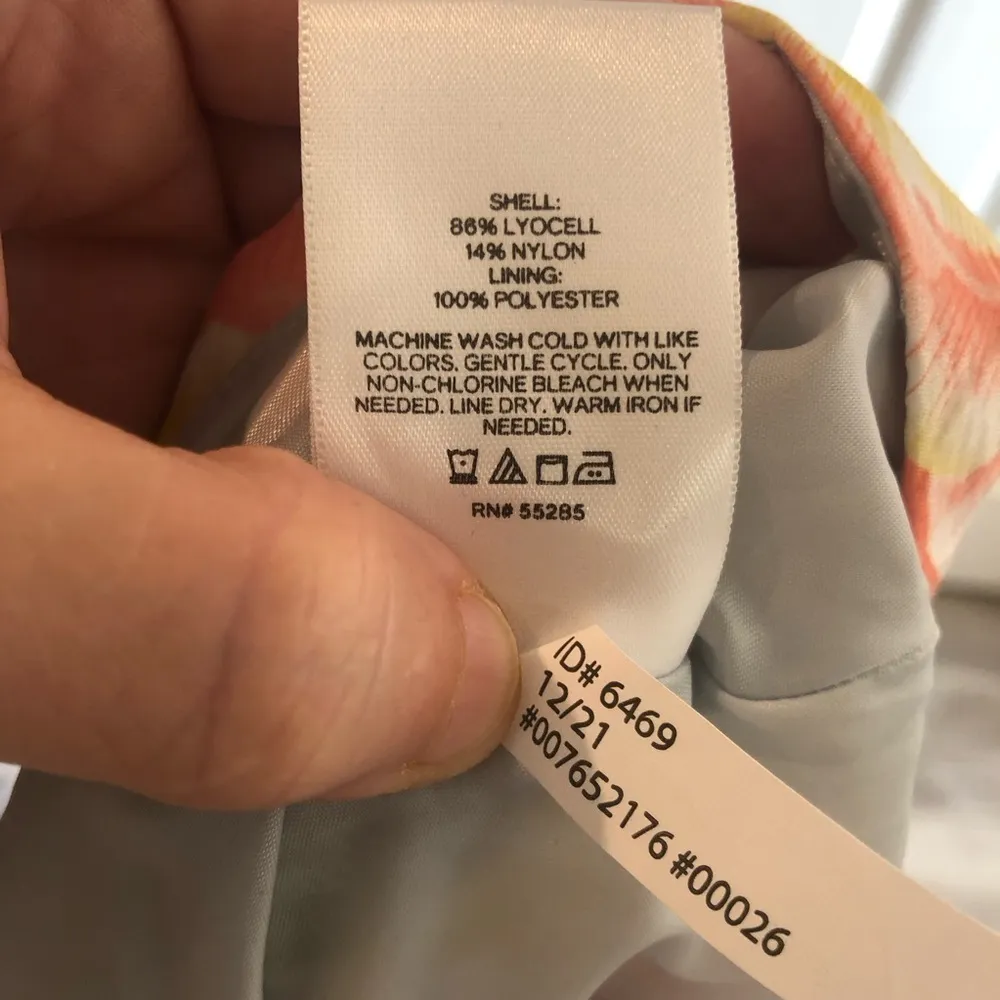 SHELL:
86% LYOCELL
14% NYLON
LINING:
100% POLYESTER
MACHINE WASH COLD WITH LIKE
COLORS. GENTLE CYCLE. ONLY
NON-CHLORINE BLEACH WHEN
NEEDED. LINE DRY. WARM IRON IF
NEEDED.
RN# 55285
ID# 6469
12/21
#007652176 #00026